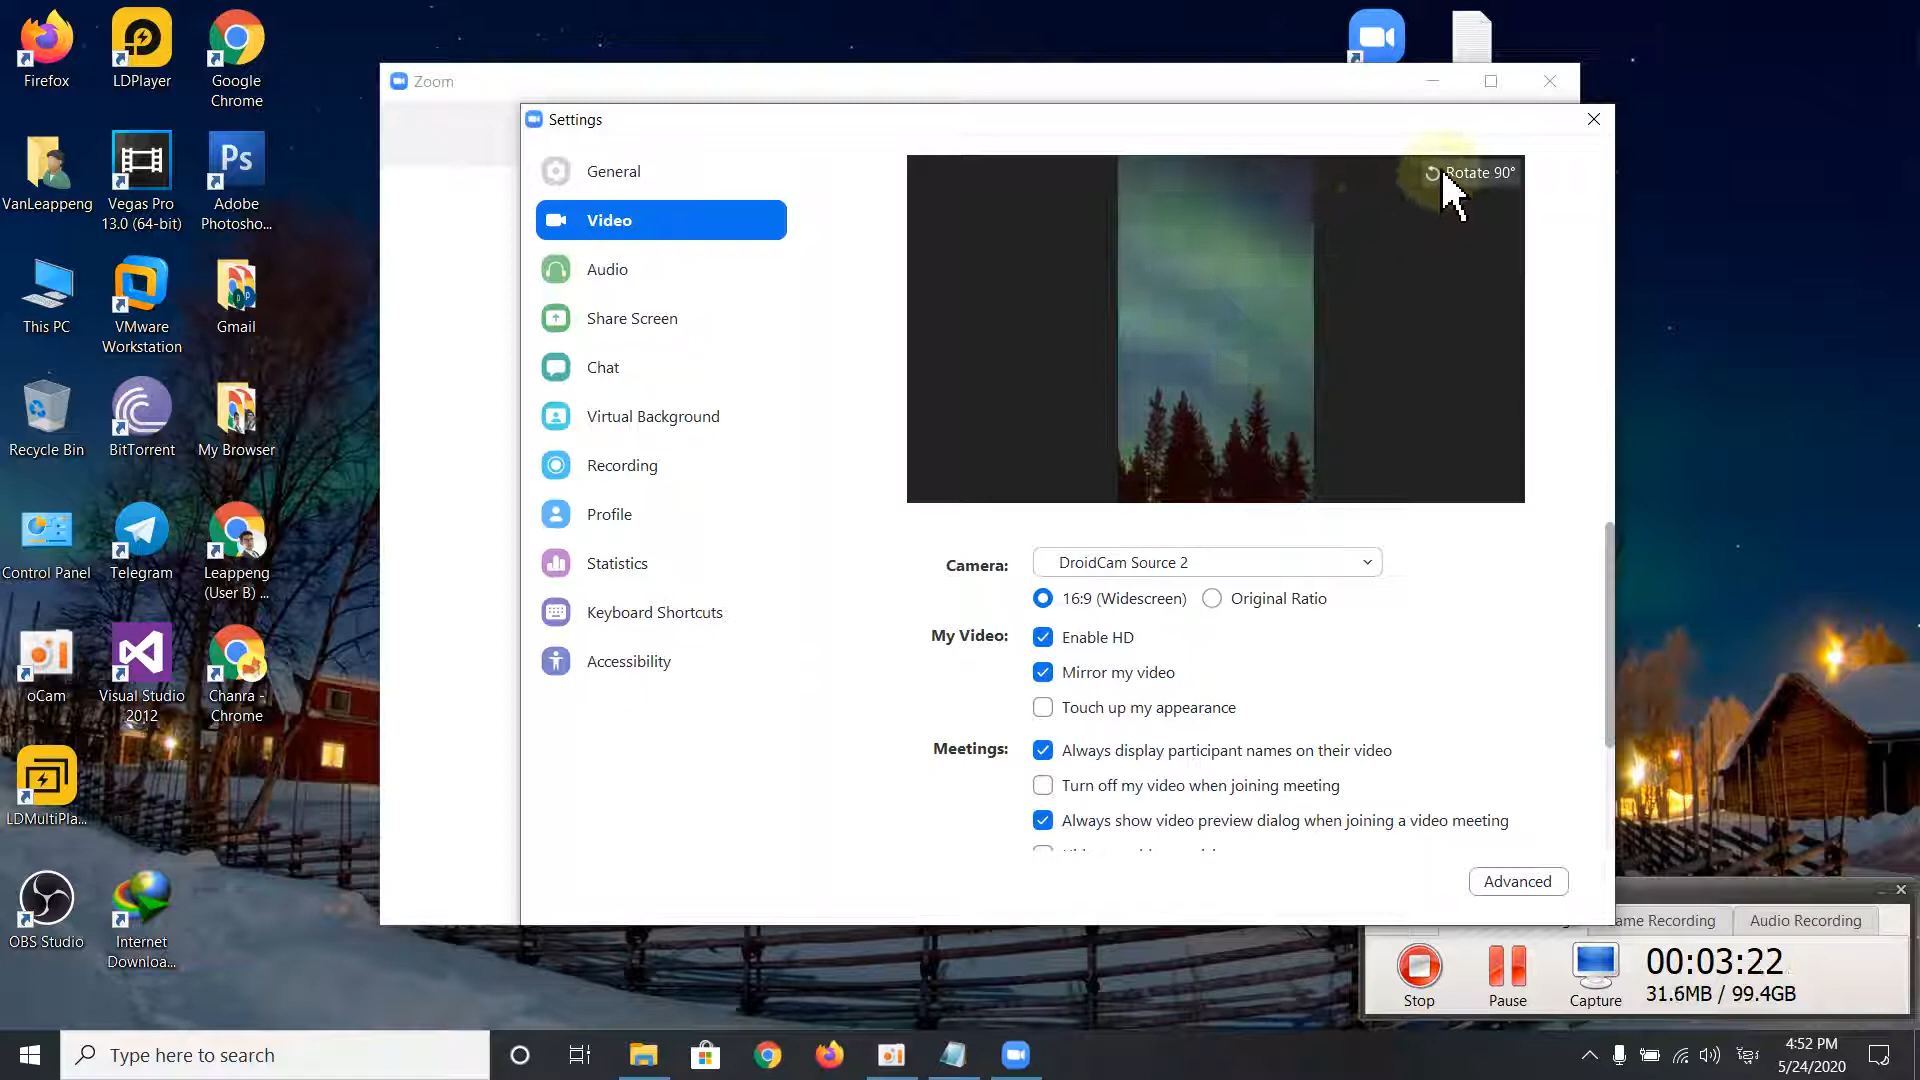 Firefox
LDPlayer
Google
Chrome
VanLeappeng
Vegas Pro
13.0 (64-bit)
Ps
Adobe
Photosho...
This PC
VMware
Workstation
Gmail
Recycle Bin
BitTorrent
My Browser
Control Panel
Telegram
Leappeng
(User B) ...
oCam
Visual Studio
2012
Chanra -
Chrome
LDMultiPla...
OBS Studio
Internet
Downloa...
Zoom
Settings
General
Video
Audio
Share Screen
Chat
Virtual Background
Recording
Profile
Statistics
Keyboard Shortcuts
Accessibility
Rotate 90°
Camera:
DroidCam Source 2
16:9 (Widescreen)
Original Ratio
My Video:
Enable HD
Mirror my video
Touch up my appearance
Meetings:
Always display participant names on their video
Turn off my video when joining meeting
Always show video preview dialog when joining a video meeting
Advanced
Recording
Audio Recording
Stop
Pause
Capture
00:03:22
31.6MB / 99.4GB
Type here to search
4:52 PM
5/24/2020